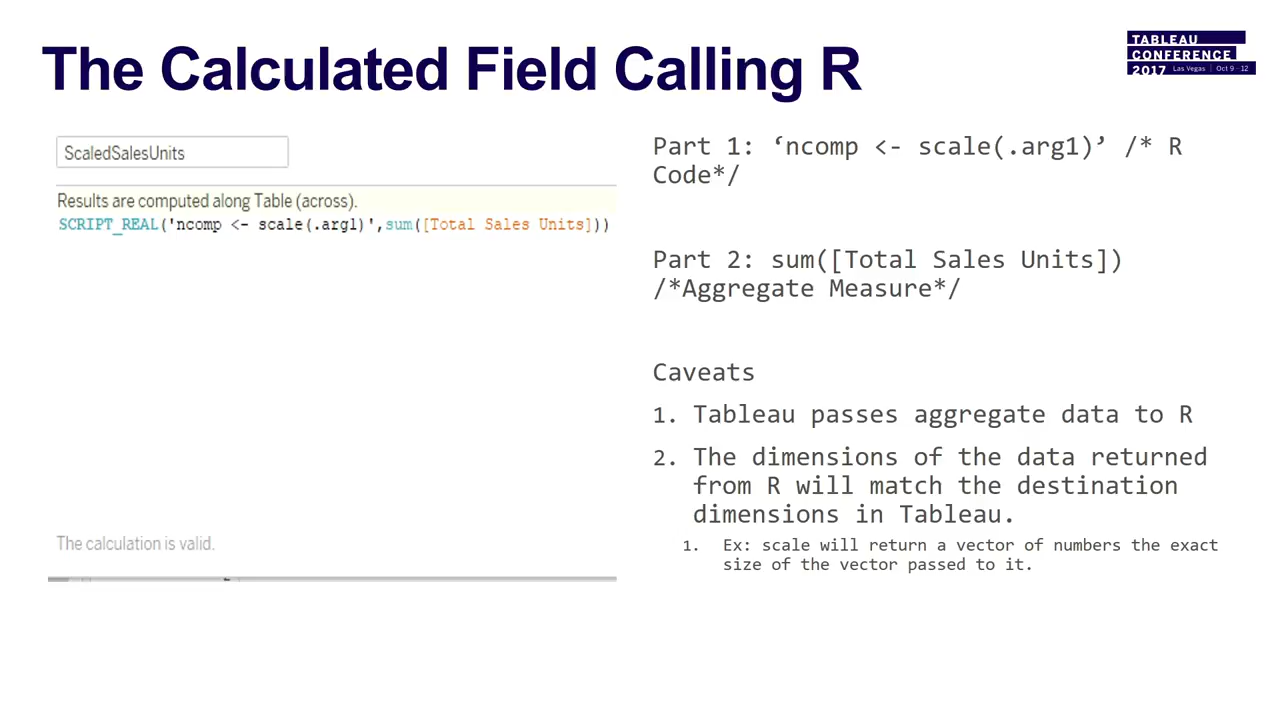 The Calculated Field Calling R
TABLEAU
CONFERENCE
2017 Las Vegas | Oct 9 - 12
ScaledSalesUnits
Results are computed along Table (across).
SCRIPT_REAL('ncomp <- scale(.arg1)',sum([Total Sales Units]))
The calculation is valid.
Part 1: ‘ncomp <- scale(.arg1)’ /* R
Code*/
Part 2: sum([Total Sales Units])
/*Aggregate Measure*/
Caveats
1. Tableau passes aggregate data to R
2. The dimensions of the data returned
from R will match the destination
dimensions in Tableau.
1. Ex: scale will return a vector of numbers the exact
size of the vector passed to it.